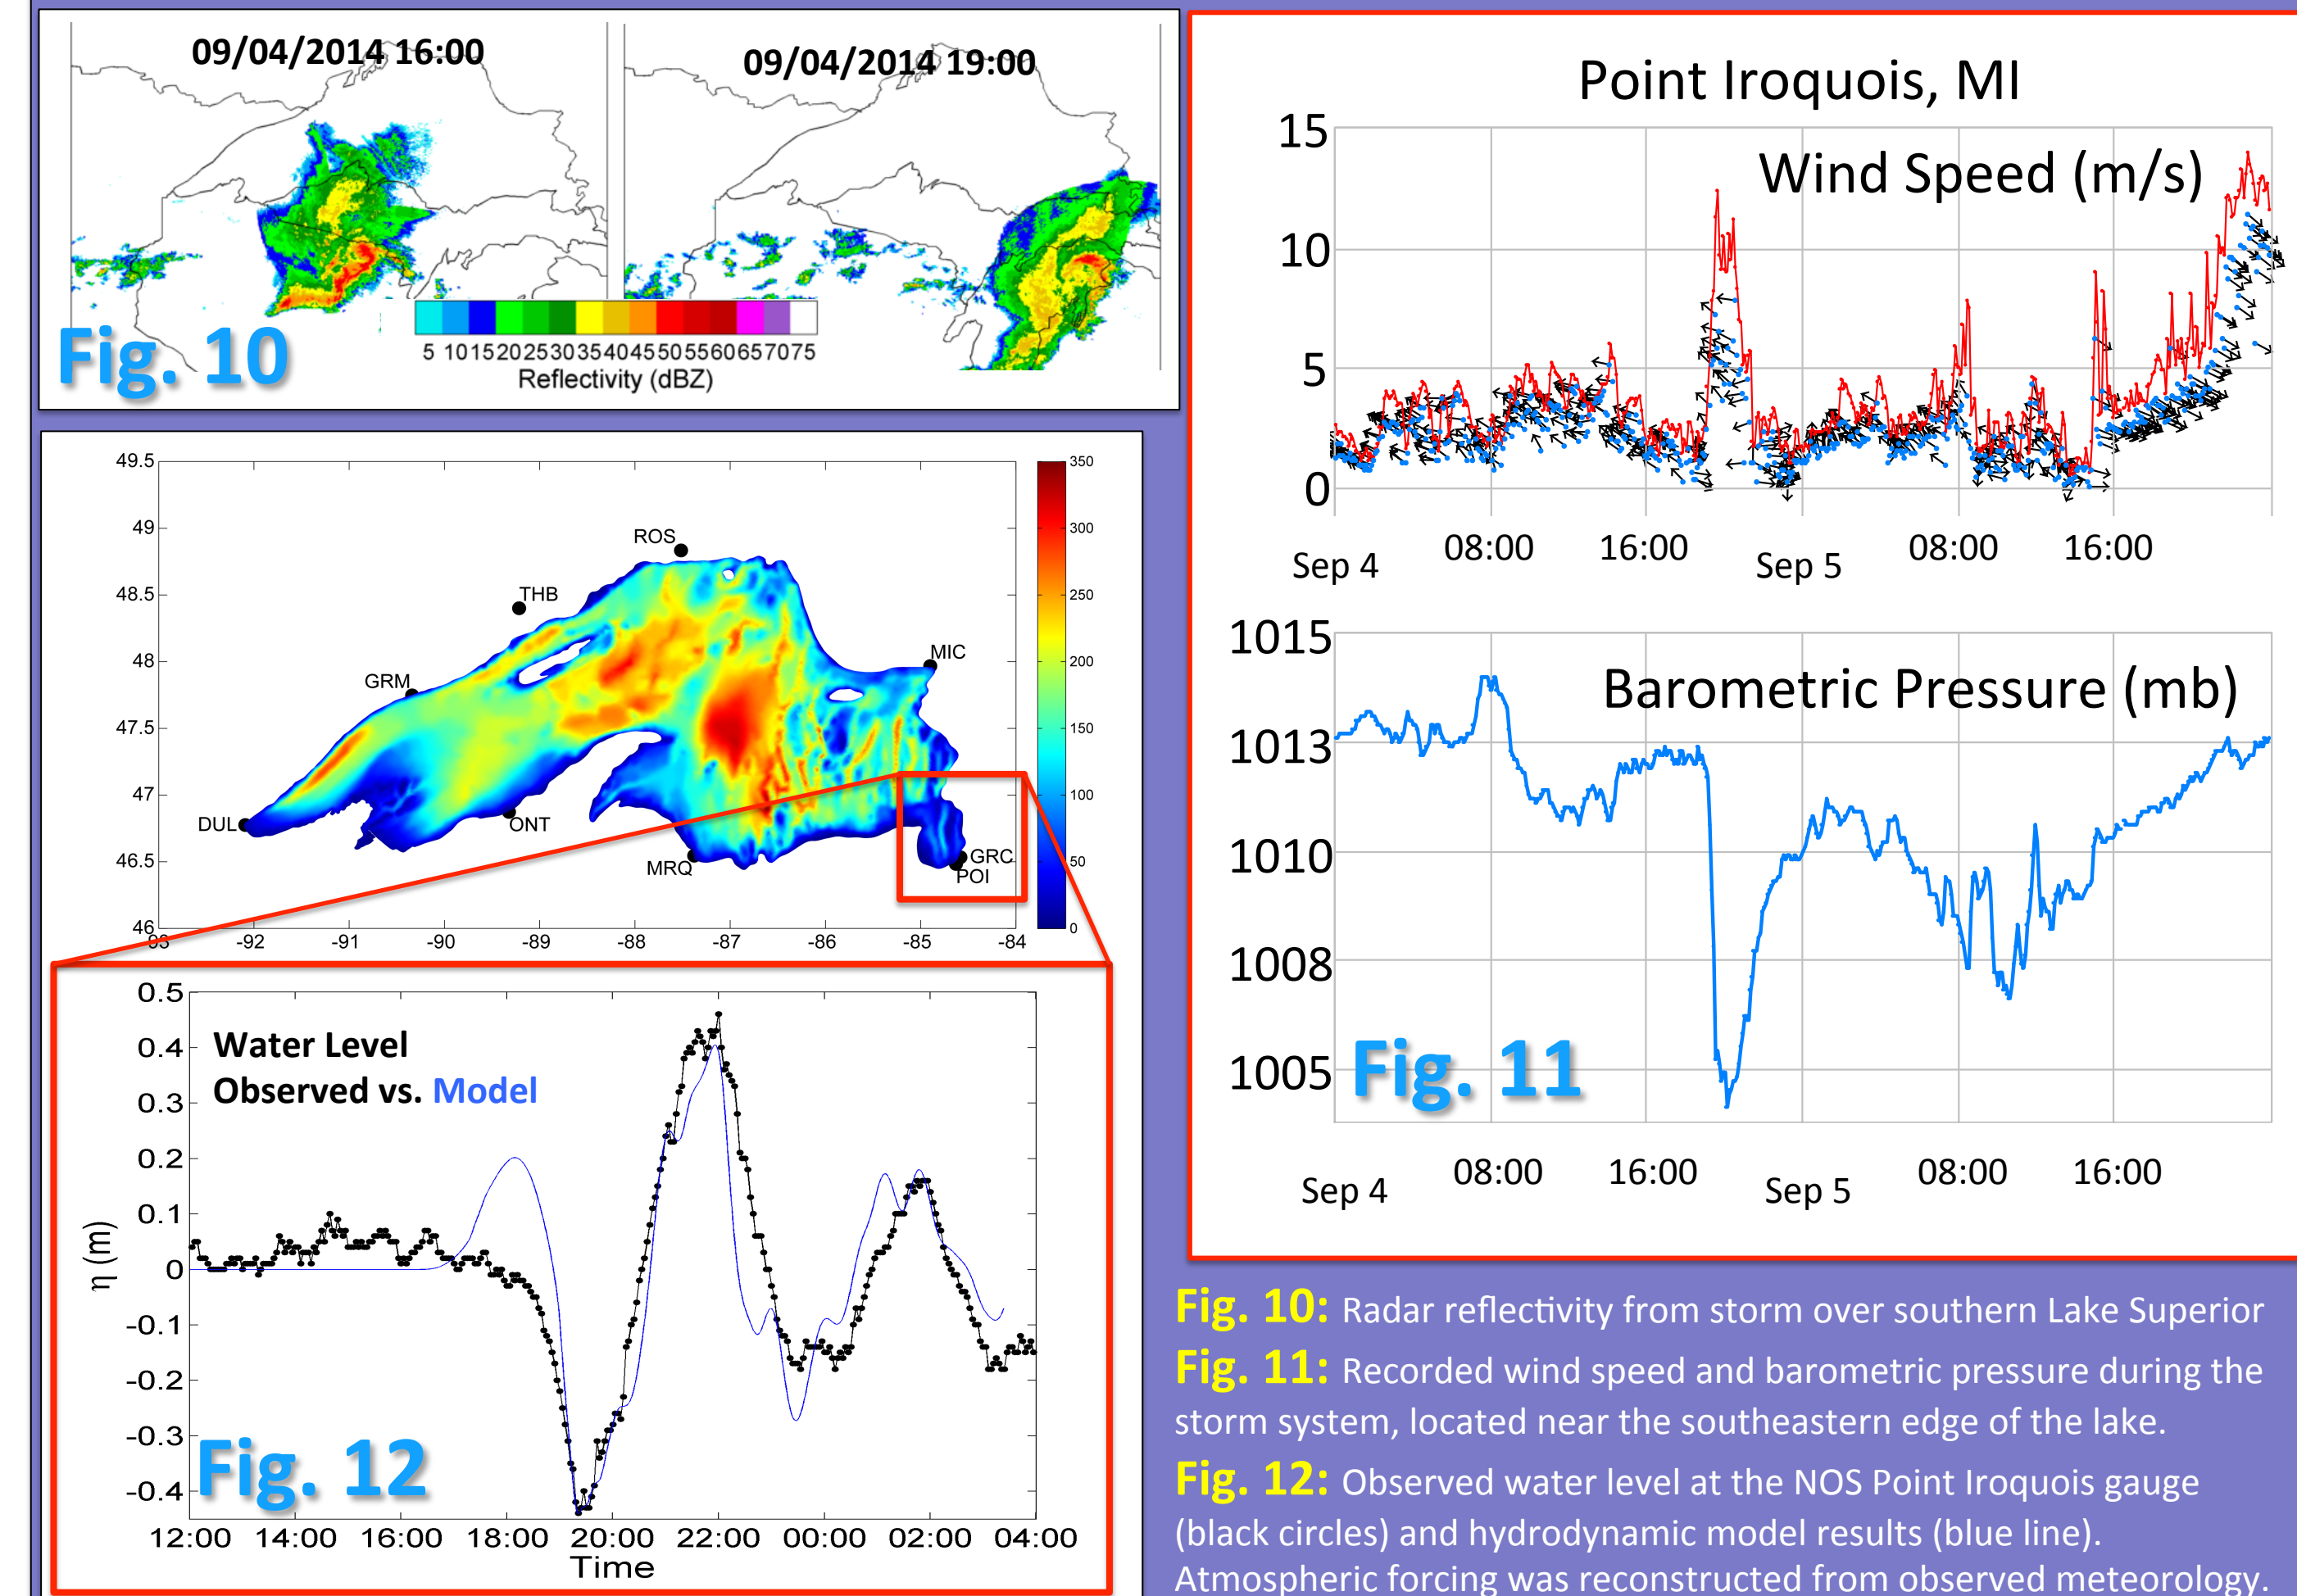 09/04/2014 16:00
09/04/2014 19:00
5 10 15 20 25 30 35 40 45 50 55 60 65 70 75
Reflectivity (dBZ)
Fig. 10
49.5
49
48.5
48
47.5
47
46.5
46
-92 -91 -90 -89 -88 -87 -86 -85 -84
350
300
250
200
150
100
50
0
ROS
THB
MIC
GRM
DUL
ONT
MRQ
GRC
POI
0.5
0.4
0.3
0.2
0.1
0
-0.1
-0.2
-0.3
-0.4
η (m)
Water Level
Observed vs. Model
Fig. 12
12:00 14:00 16:00 18:00 20:00 22:00 00:00 02:00 04:00
Time
Point Iroquois, MI
Wind Speed (m/s)
15
10
5
0
Sep 4 08:00 16:00 Sep 5 08:00 16:00
Barometric Pressure (mb)
1015
1013
1010
1008
1005
Fig. 11
Sep 4 08:00 16:00 Sep 5 08:00 16:00
Fig. 10: Radar reflectivity from storm over southern Lake Superior
Fig. 11: Recorded wind speed and barometric pressure during the
storm system, located near the southeastern edge of the lake.
Fig. 12: Observed water level at the NOS Point Iroquois gauge
(black circles) and hydrodynamic model results (blue line).
Atmospheric forcing was reconstructed from observed meteorology.